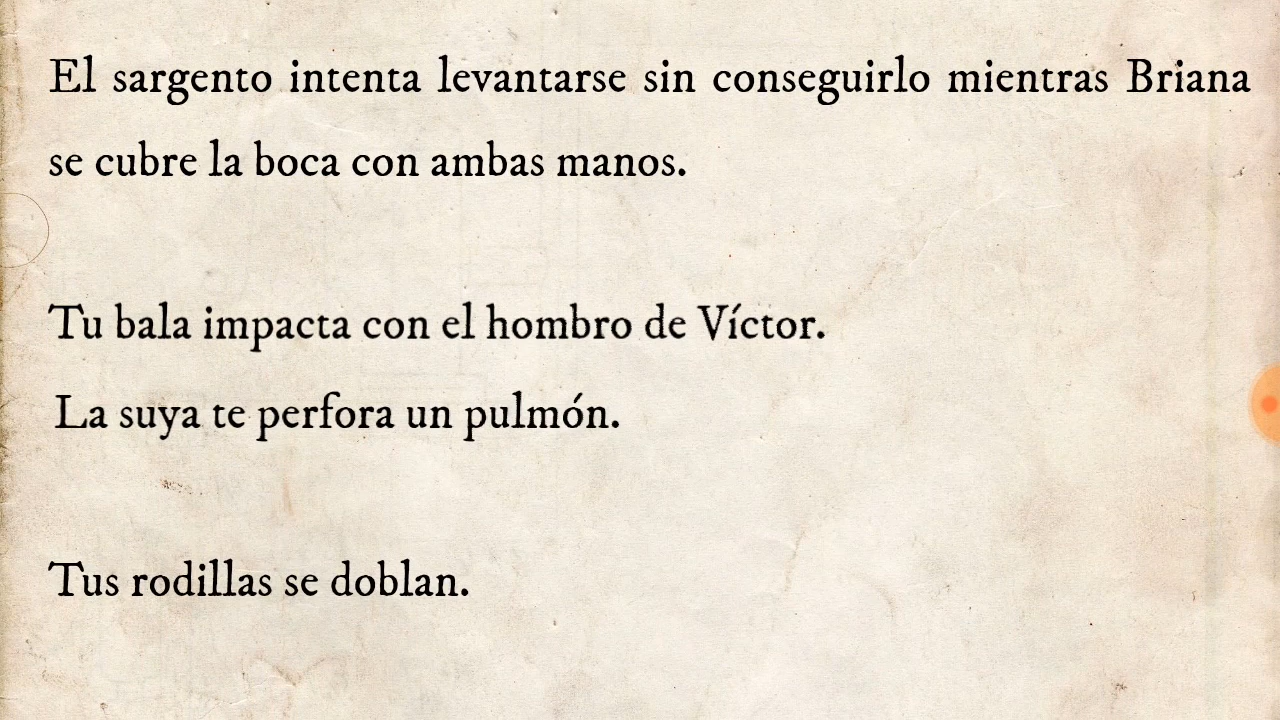 El sargento intenta levantarse sin conseguirlo mientras Briana
se cubre la boca con ambas manos.
Tu bala impacta con el hombro de Víctor.
La suya te perfora un pulmón.
Tus rodillas se doblan.